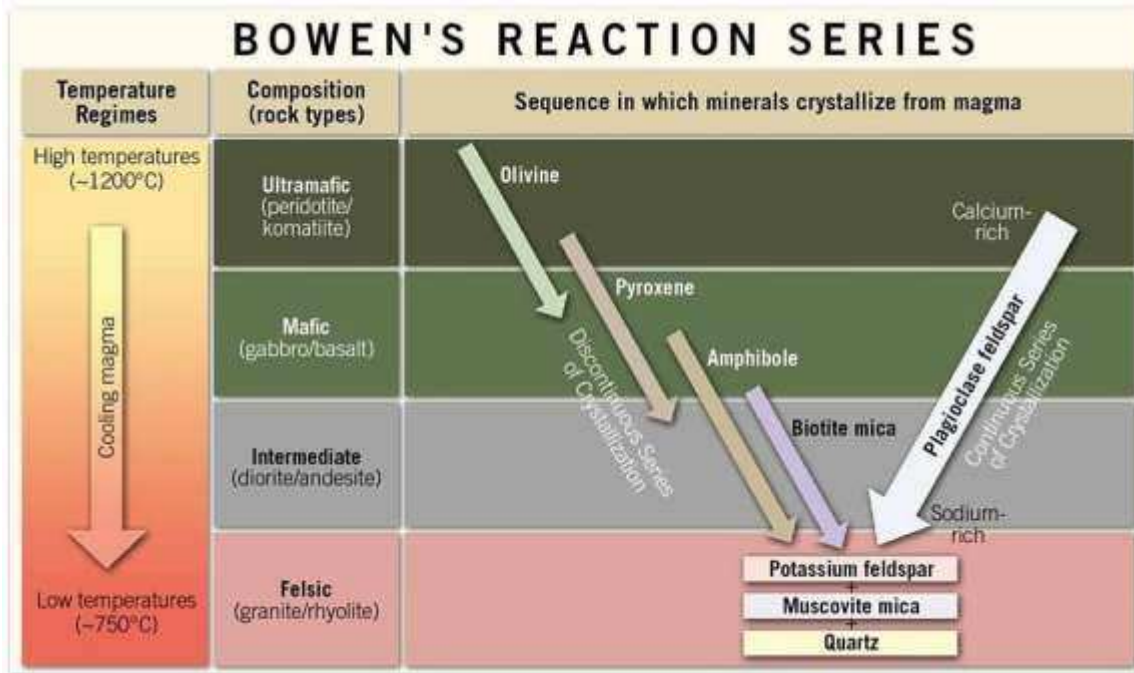 BOWEN'S REACTION SERIES
Temperature
Regimes
Composition
(rock types)
Sequence in which minerals crystallize from magma
High temperatures
(~1200°C)
Cooling magma
Low temperatures
(~750°C)
Ultramafic
(peridotite/
komatiite)
Mafic
(gabbro/basalt)
Intermediate
(diorite/andesite)
Felsic
(granite/rhyolite)
Olivine
Pyroxene
Amphibole
Biotite mica
Discontinuous Series
of Crystallization
Calcium-
rich
Plagioclase feldspar
Continuous Series
of Crystallization
Sodium-
rich
Potassium feldspar
+
Muscovite mica
+
Quartz